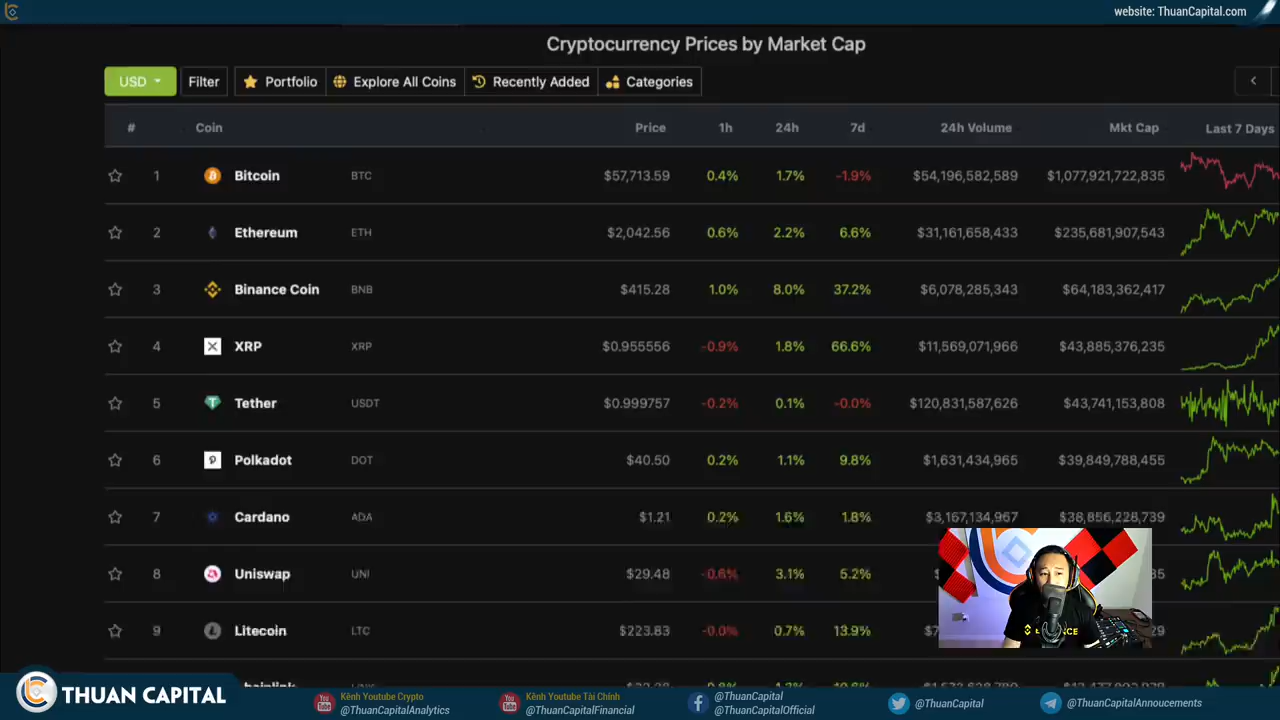 website: ThuanCapital.com
Cryptocurrency Prices by Market Cap
USD Filter Portfolio Explore All Coins Recently Added Categories
# Coin Price 1h 24h 7d 24h Volume Mkt Cap Last 7 Days
1 Bitcoin BTC $57,713.59 0.4% 1.7% -1.9% $54,196,582,589 $1,077,921,722,835
2 Ethereum ETH $2,042.56 0.6% 2.2% 6.6% $31,161,658,433 $235,681,907,543
3 Binance Coin BNB $415.28 1.0% 8.0% 37.2% $6,078,285,343 $64,183,362,417
4 XRP XRP $0.955556 -0.9% 1.8% 66.6% $11,569,071,966 $43,885,376,235
5 Tether USDT $0.999757 -0.2% 0.1% -0.0% $120,831,587,626 $43,741,153,808
6 Polkadot DOT $40.50 0.2% 1.1% 9.8% $1,631,434,965 $39,849,788,455
7 Cardano ADA $1.21 0.2% 1.6% 1.8% $3,167,134,967 $38,856,228,739
8 Uniswap UNI $29.48 -0.6% 3.1% 5.2%
9 Litecoin LTC $223.83 -0.0% 0.7% 13.9%
THUAN CAPITAL
Kênh Youtube Crypto
@ThuanCapitalAnalytics
Kênh Youtube Tài Chính
@ThuanCapitalFinancial
@ThuanCapital
@ThuanCapitalOfficial
@ThuanCapital
@ThuanCapitalAnnoucements